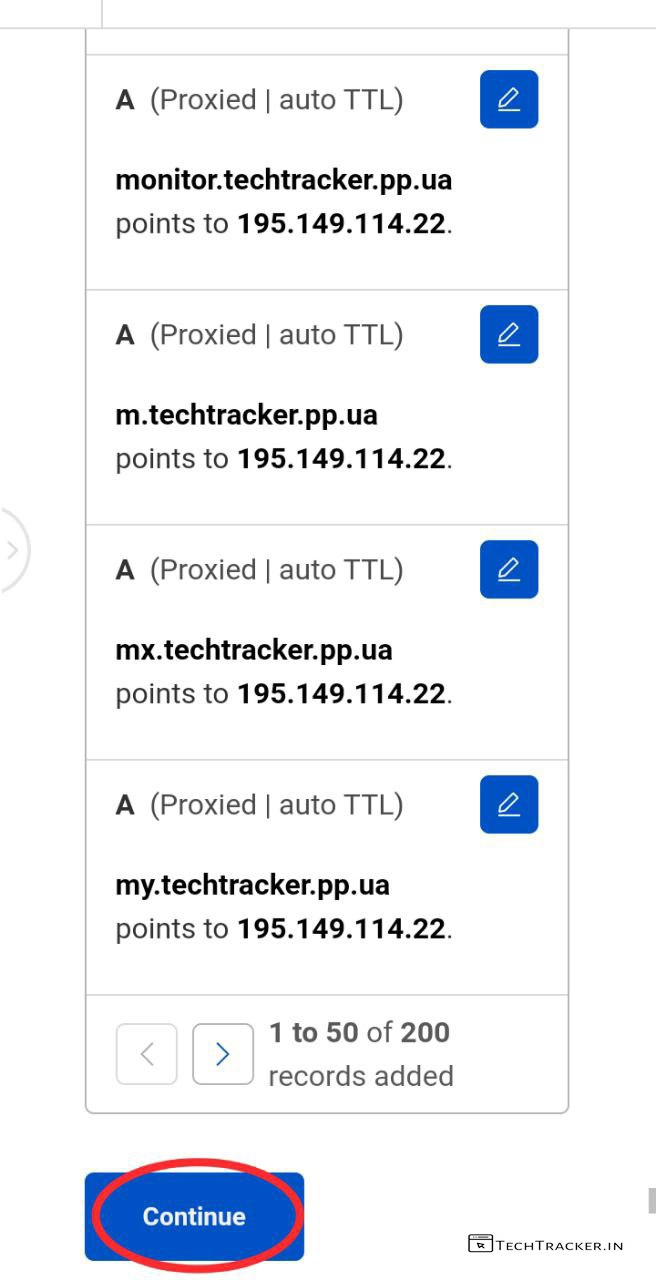 A (Proxied | auto TTL)
monitor.techtracker.pp.ua
points to 195.149.114.22.
A (Proxied | auto TTL)
m.techtracker.pp.ua
points to 195.149.114.22.
A (Proxied | auto TTL)
mx.techtracker.pp.ua
points to 195.149.114.22.
A (Proxied | auto TTL)
my.techtracker.pp.ua
points to 195.149.114.22.
1 to 50 of 200
records added
Continue
TECHTRACKER.IN